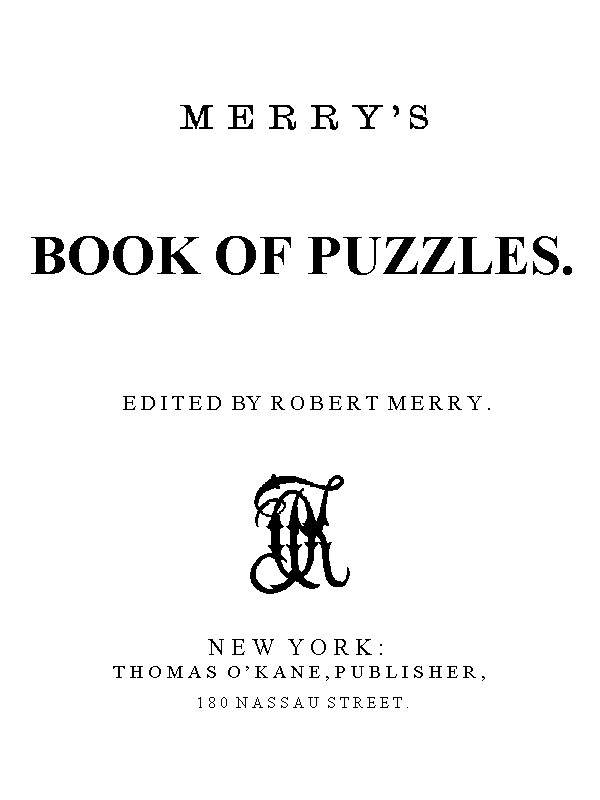 MERRY'S
BOOK OF PUZZLES.
EDITED BY ROBERT MERRY.
NEW YORK:
THOMAS O'KANE, PUBLISHER,
180 NASSAU STREET.